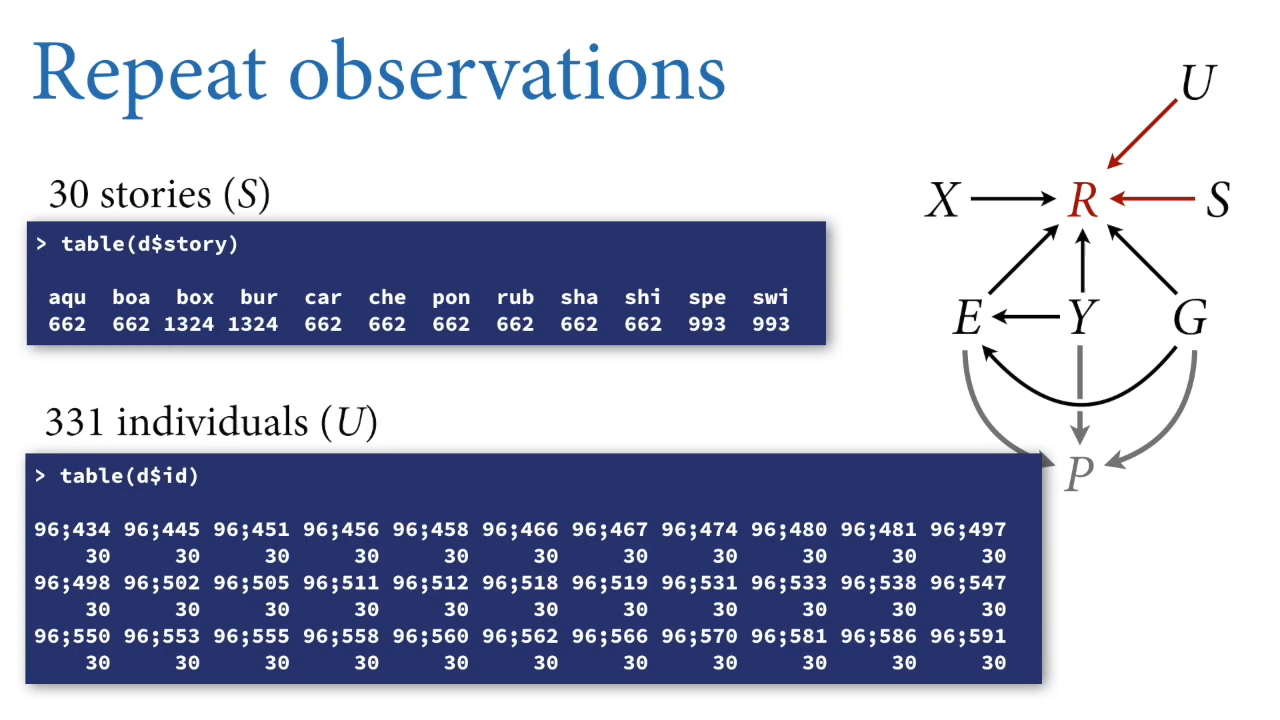 Repeat observations
30 stories (S)
> table(d$story)
aqu boa box bur car che pon rub sha shi spe swi
662 662 1324 1324 662 662 662 662 662 662 993 993
331 individuals (U)
> table(d$id)
96;434 96;445 96;451 96;456 96;458 96;466 96;467 96;474 96;480 96;481 96;497
30 30 30 30 30 30 30 30 30 30 30
96;498 96;502 96;505 96;511 96;512 96;518 96;519 96;531 96;533 96;538 96;547
30 30 30 30 30 30 30 30 30 30 30
96;550 96;553 96;555 96;558 96;560 96;562 96;566 96;570 96;581 96;586 96;591
30 30 30 30 30 30 30 30 30 30 30
U
X R S
E Y G
P